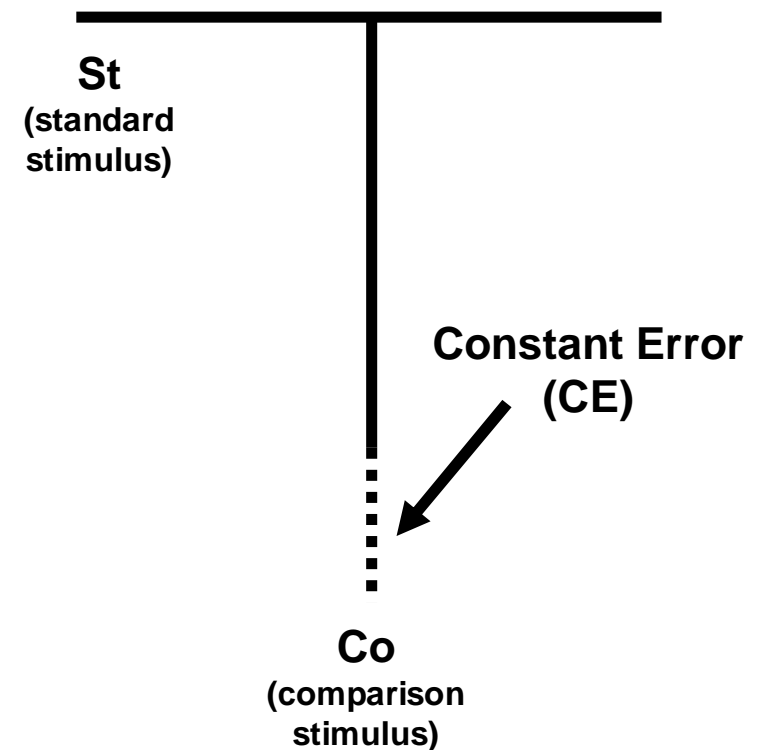 St
(standard
stimulus)
Constant Error
(CE)
Co
(comparison
stimulus)